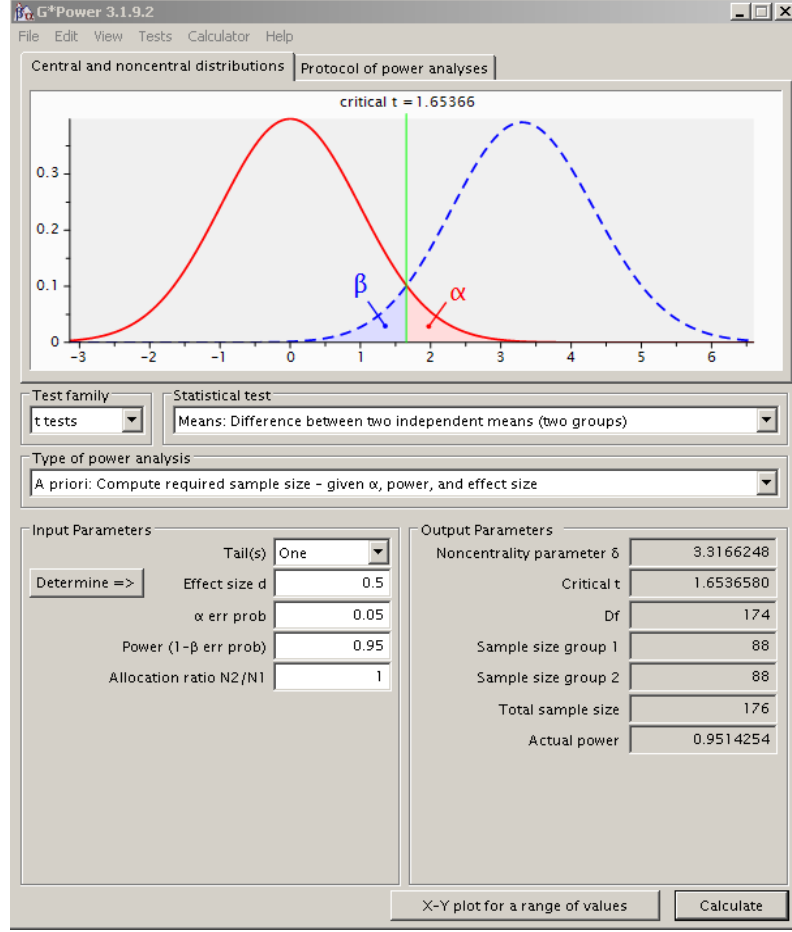 βα G*Power 3.1.9.2
File Edit View Tests Calculator Help
Central and noncentral distributions Protocol of power analyses
critical t = 1.65366
0.3
0.2
0.1
0
β
α
-3 -2 -1 0 1 2 3 4 5 6
Test family Statistical test
t tests Means: Difference between two independent means (two groups)
Type of power analysis
A priori: Compute required sample size – given α, power, and effect size
Input Parameters
Tail(s) One
Determine => Effect size d 0.5
α err prob 0.05
Power (1-β err prob) 0.95
Allocation ratio N2/N1 1
Output Parameters
Noncentrality parameter δ 3.3166248
Critical t 1.6536580
Df 174
Sample size group 1 88
Sample size group 2 88
Total sample size 176
Actual power 0.9514254
X-Y plot for a range of values Calculate